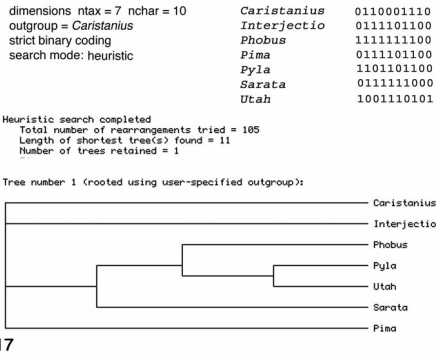 dimensions ntax = 7 nchar = 10
outgroup = Caristanius
strict binary coding
search mode: heuristic
Caristanius 0110001110
Interjectio 0111101100
Phobus 1111111100
Pima 0111101100
Pyla 1101101100
Sarata 0111111000
Utah 1001110101
Heuristic search completed
Total number of rearrangements tried = 105
Length of shortest tree(s) found = 11
Number of trees retained = 1
Tree number 1 (rooted using user-specified outgroup):
Caristanius
Interjectio
Phobus
Pyla
Utah
Sarata
Pima
17